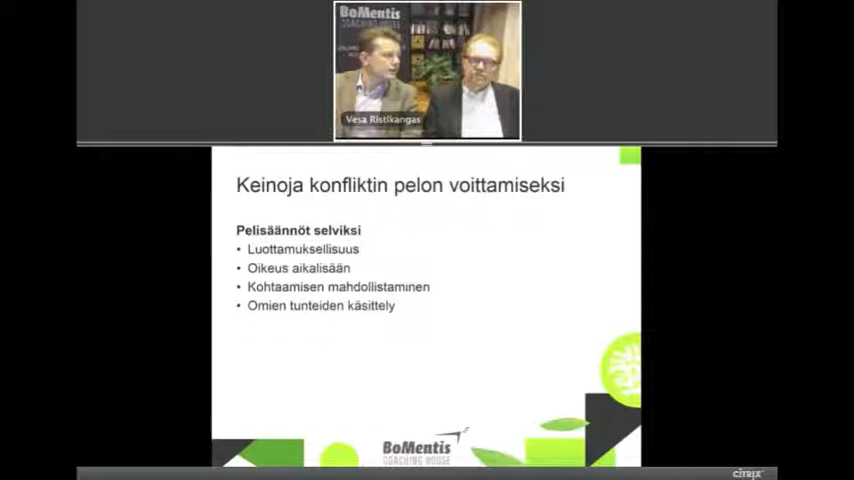 BoMentis
COACHING HOUSE
Vesa Ristikangas
Keinoja konfliktin pelon voittamiseksi
Pelisäännöt selviksi
• Luottamuksellisuus
• Oikeus aikalisään
• Kohtaamisen mahdollistaminen
• Omien tunteiden käsittely
BoMentis
COACHING HOUSE
CITRIX